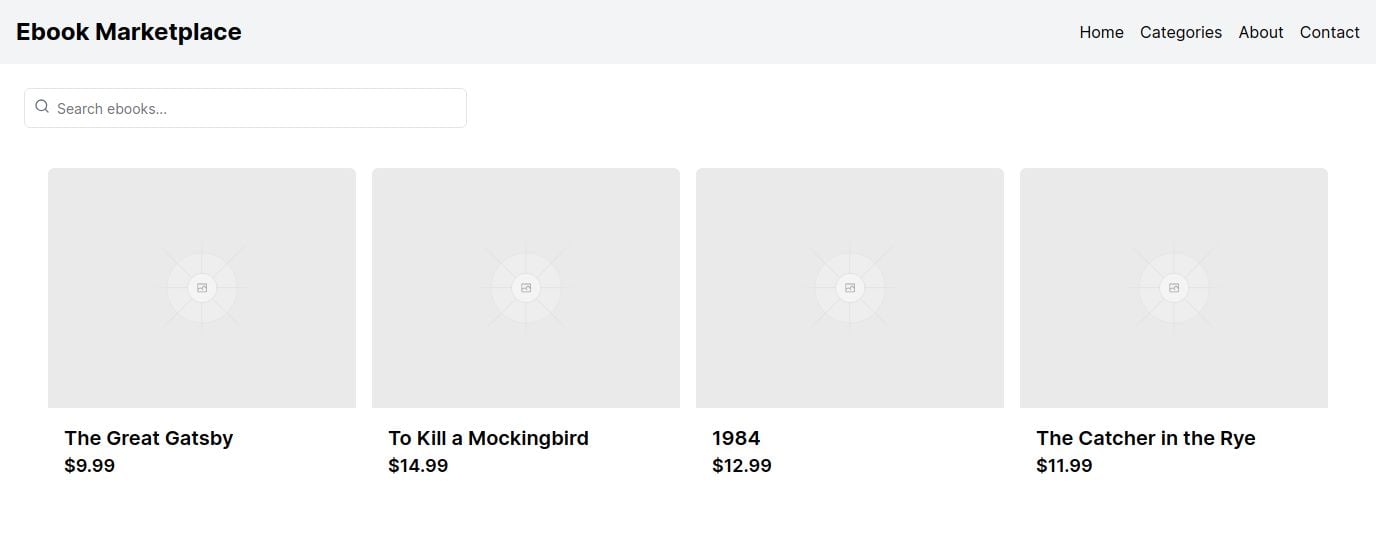 Ebook Marketplace
Home Categories About Contact
Search ebooks...
The Great Gatsby
$9.99
To Kill a Mockingbird
$14.99
1984
$12.99
The Catcher in the Rye
$11.99